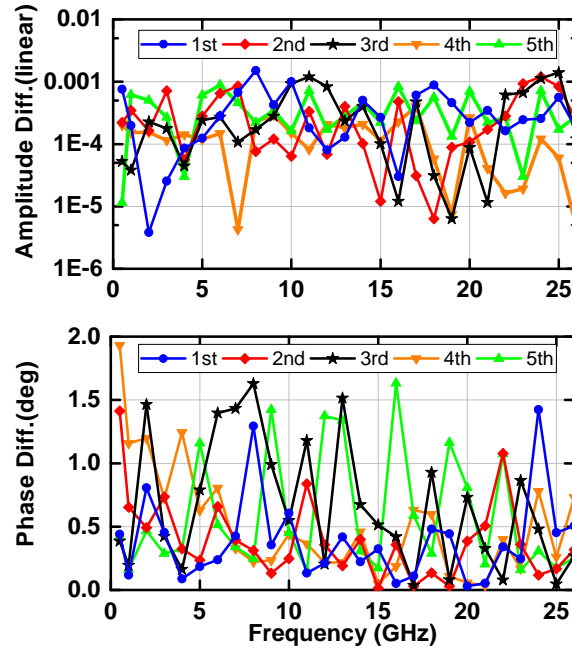 Amplitude Diff.(linear)
0.01
0.001
1E-4
1E-5
1E-6
1st 2nd 3rd 4th 5th
0 5 10 15 20 25
Phase Diff.(deg)
2.0
1.5
1.0
0.5
0.0
1st 2nd 3rd 4th 5th
0 5 10 15 20 25
Frequency (GHz)